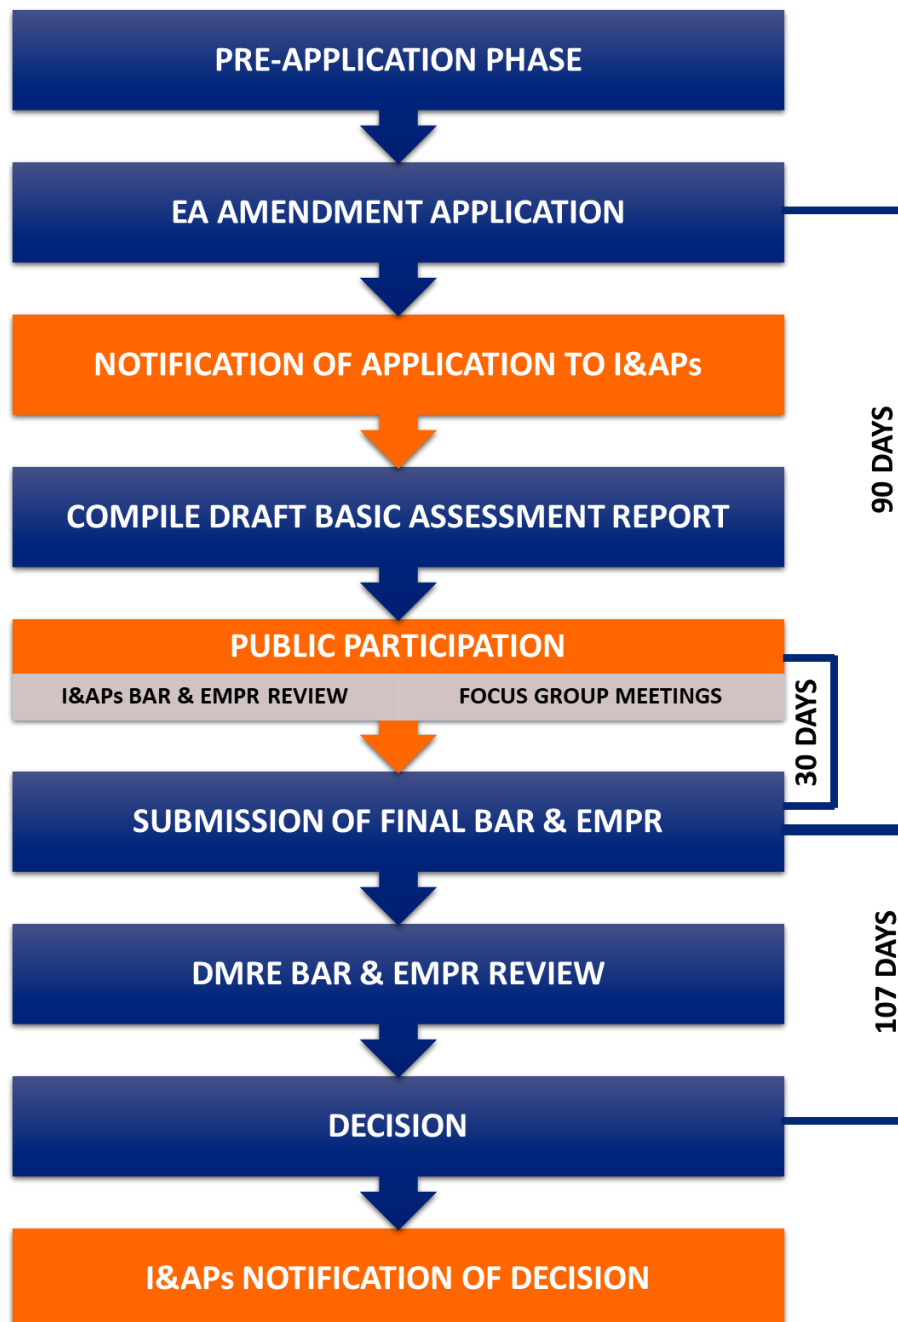 PRE-APPLICATION PHASE
EA AMENDMENT APPLICATION
NOTIFICATION OF APPLICATION TO I&APs
90 DAYS
COMPILE DRAFT BASIC ASSESSMENT REPORT
PUBLIC PARTICIPATION
I&APs BAR & EMPR REVIEW
FOCUS GROUP MEETINGS
30 DAYS
SUBMISSION OF FINAL BAR & EMPR
DMRE BAR & EMPR REVIEW
107 DAYS
DECISION
I&APs NOTIFICATION OF DECISION